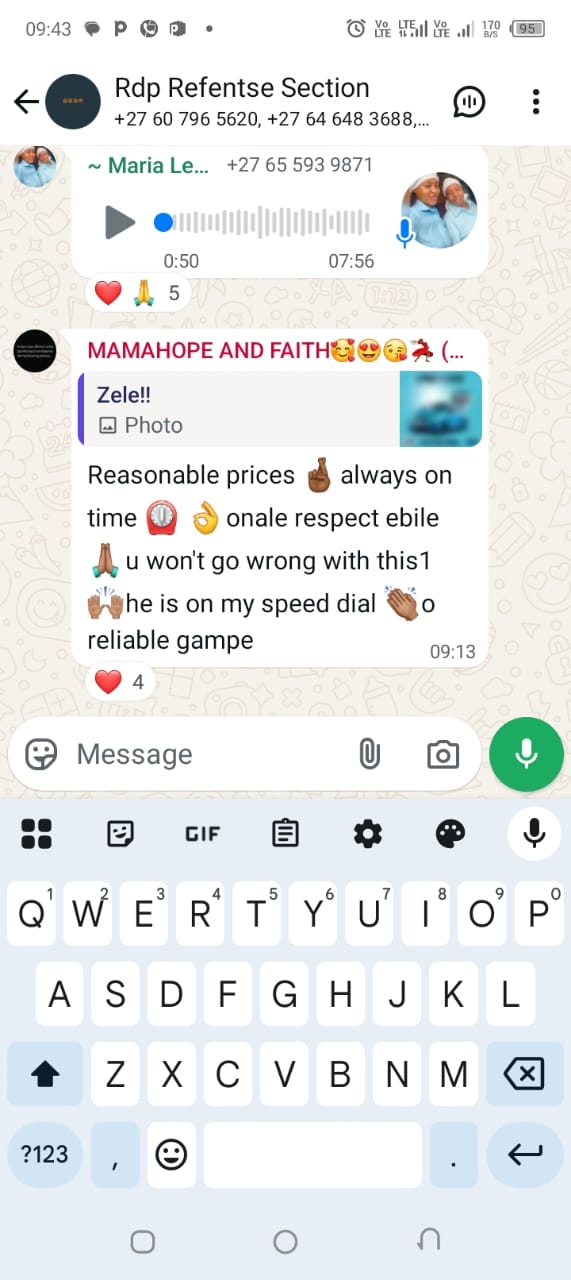 09:43
Vo LTE LTE Vo LTE 170 B/S 95
Rdp Refentse Section
+27 60 796 5620, +27 64 648 3688,...
~ Maria Le... +27 65 593 9871
0:50 07:56
❤️🙏 5
MAMAHOPE AND FAITH🥰😍😘💃 (...
Zele!!
Photo
Reasonable prices 🤞🏾 always on
time ⏲️ 👌 onale respect ebile
🙏🏽 u won't go wrong with this1
🙌🏽he is on my speed dial 👏🏽o
reliable gampe
09:13
❤️ 4
Message
GIF
Q1 W2 E3 R4 T5 Y6 U7 I8 O9 P0
A S D F G H J K L
Z X C V B N M
?123 , .